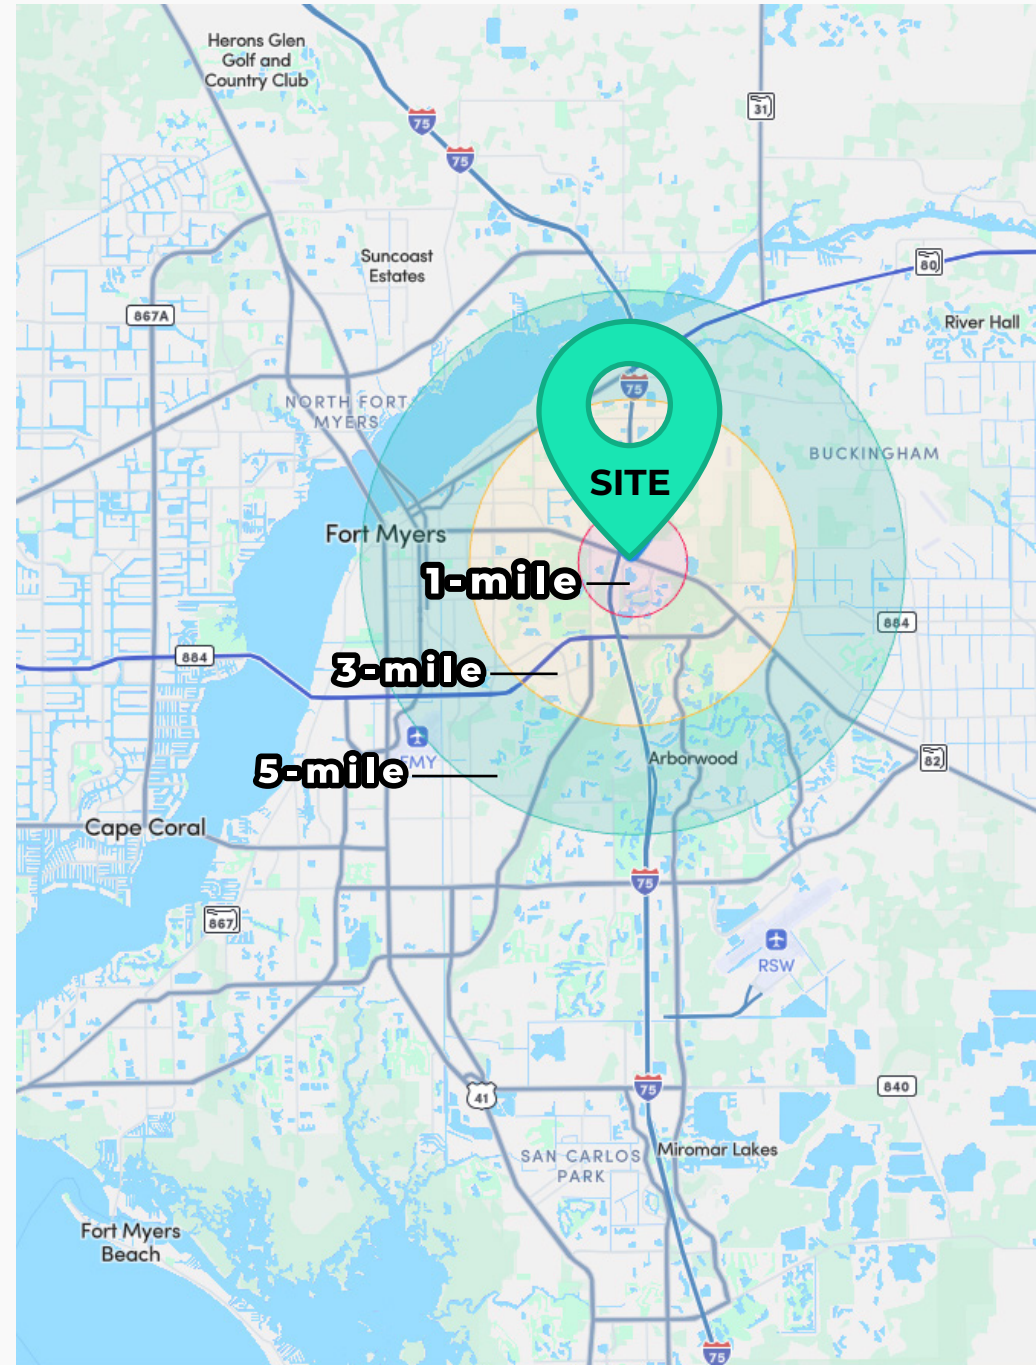 Herons Glen
Golf and
Country Club
75
31
75
Suncoast
Estates
80
867A
River Hall
75
NORTH FORT
MYERS
BUCKINGHAM
SITE
Fort Myers
1-mile
884
884
3-mile
FMY
Arborwood
82
5-mile
Cape Coral
75
867
RSW
75
840
41
Miromar Lakes
SAN CARLOS
PARK
Fort Myers
Beach
75